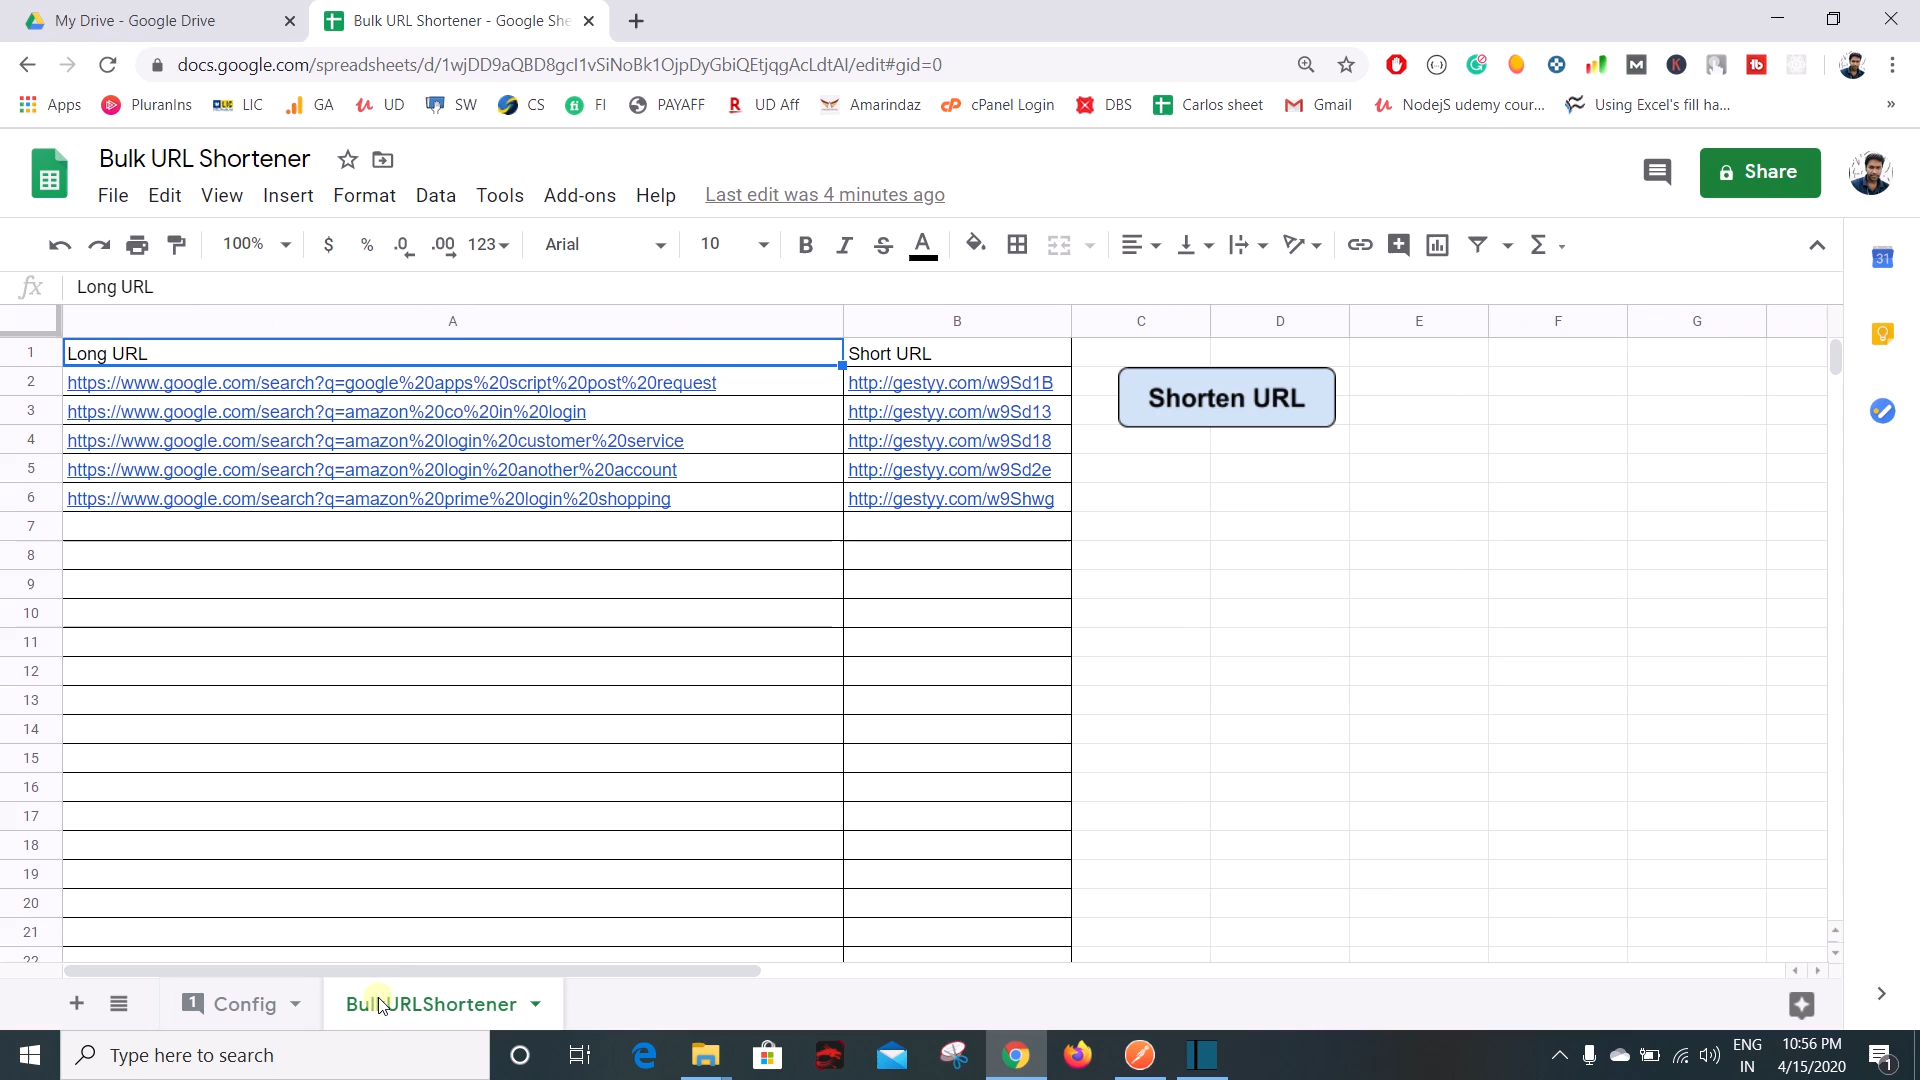 My Drive - Google Drive
Bulk URL Shortener - Google She
docs.google.com/spreadsheets/d/1wjDD9aQBD8gcI1vSiNoBk1OjpDyGbiQEtjqgAcLdtAI/edit#gid=0
Apps PluranIns LIC GA UD SW CS FI PAYAFF UD Aff Amarindaz cPanel Login DBS Carlos sheet Gmail NodejS udemy cour... Using Excel's fill ha... »
Bulk URL Shortener
Share
File Edit View Insert Format Data Tools Add-ons Help Last edit was 4 minutes ago
100% $ % .0 .00 123 Arial 10 B I S A Σ
31
fx Long URL
A B C D E F G
1 Long URL Short URL
2 https://www.google.com/search?q=google%20apps%20script%20post%20request http://gestyy.com/w9Sd1B
Shorten URL
3 https://www.google.com/search?q=amazon%20co%20in%20login http://gestyy.com/w9Sd13
4 https://www.google.com/search?q=amazon%20login%20customer%20service http://gestyy.com/w9Sd18
5 https://www.google.com/search?q=amazon%20login%20another%20account http://gestyy.com/w9Sd2e
6 https://www.google.com/search?q=amazon%20prime%20login%20shopping http://gestyy.com/w9Shwg
7
8
9
10
11
12
13
14
15
16
17
18
19
20
21
22
1 Config BulkURLShortener
Type here to search
ENG
IN
10:56 PM
4/15/2020
1